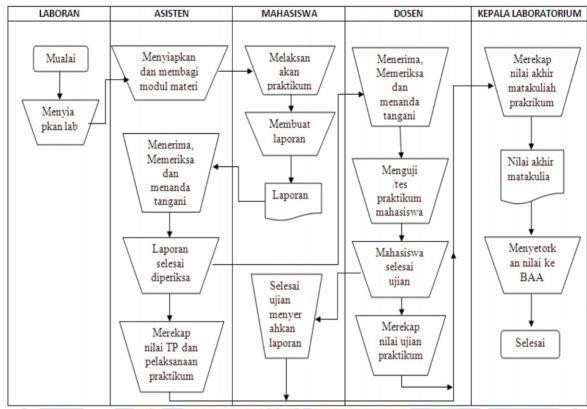 LABORAN
ASISTEN
MAHASISWA
DOSEN
KEPALA LABORATORIUM
Mualai
Menyia
pkan lab
Menyiapkan
dan membagi
modul materi
Menerima,
Memeriksa
dan
menanda
tangani
Laporan
selesai
diperiksa
Merekap
nilai TP dan
pelaksanaan
praktikum
Melaksan
akan
praktikum
Membuat
laporan
Laporan
Selesai
ujian
menyer
ahkan
laporan
Menerima,
Memeriksa
dan
menanda
tangani
Menguji
/tes
praktikum
mahasiswa
Mahasiswa
selesai
ujian
Merekap
nilai ujian
praktikum
Merekap
nilai akhir
matakuliah
prakrikum
Nilai akhir
matakulia
Menyetork
an nilai ke
BAA
Selesai